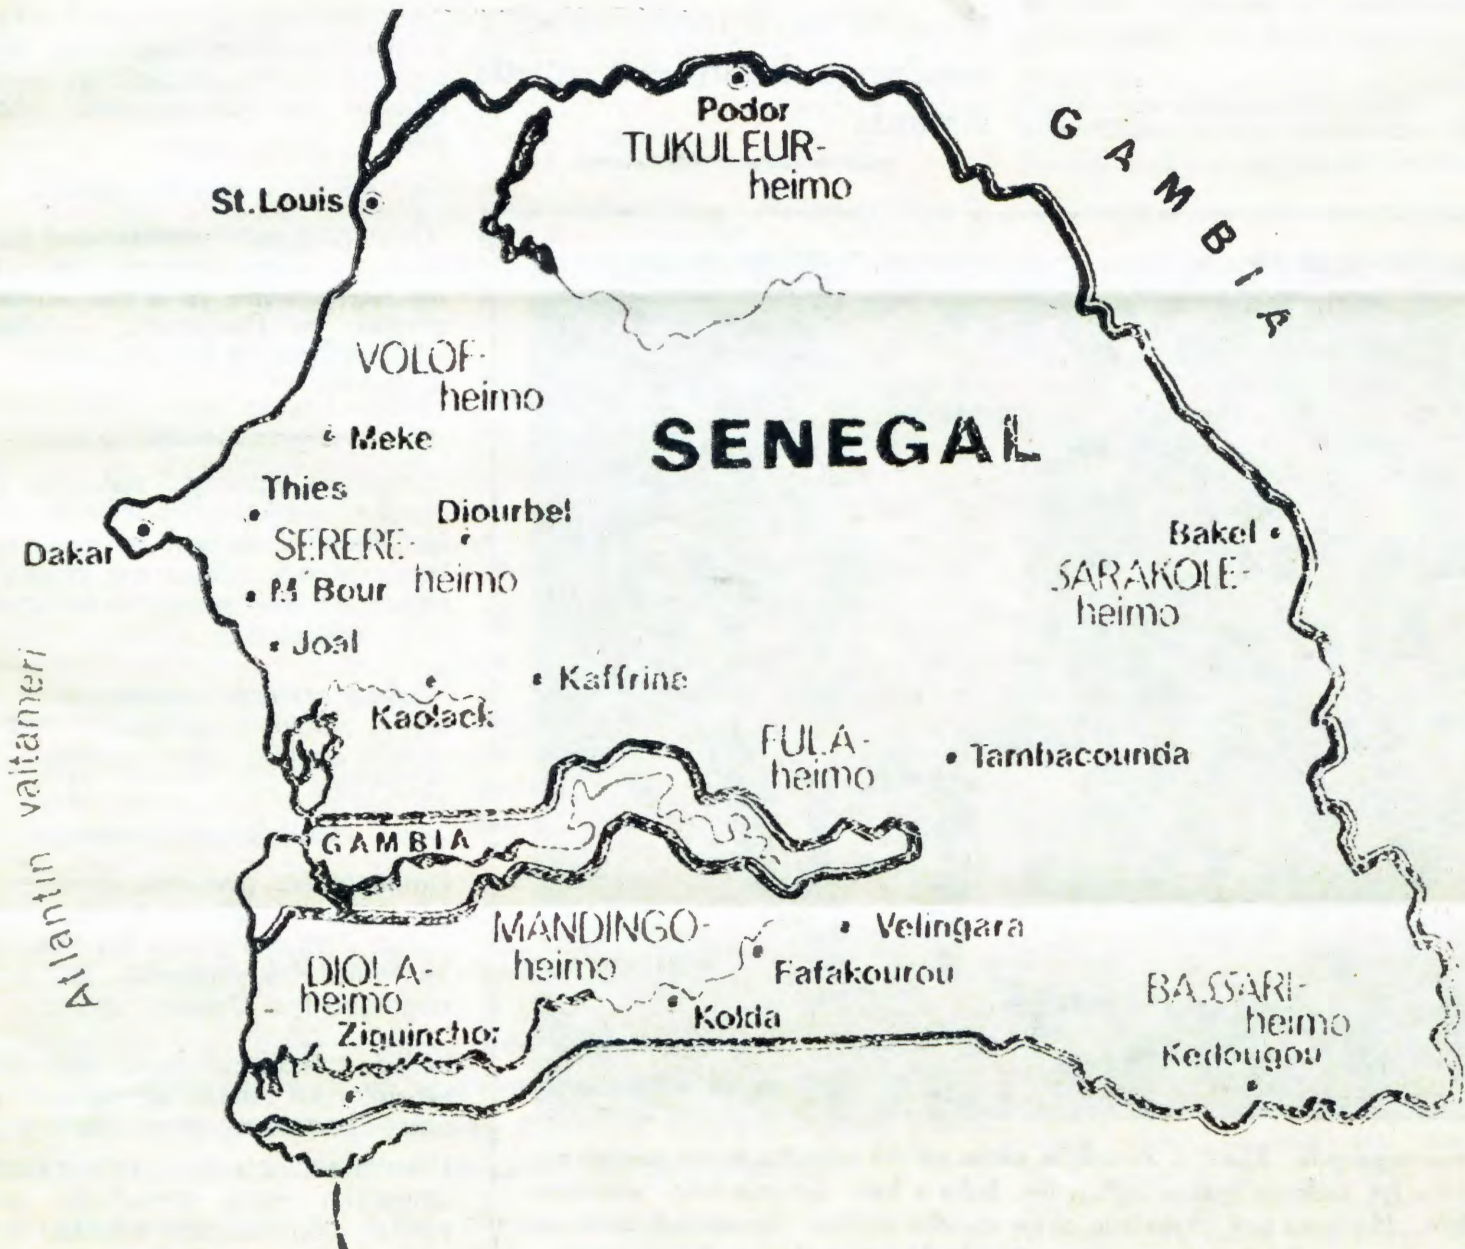 Podor
TUKULEUR-
heimo
GAMBIA
St.Louis
VOLOF-
heimo
Meke
SENEGAL
Thies
Diourbel
Dakar
SERERE-
heimo
M'Bour
Joal
Bakel
SARAKOLE-
heimo
Kaffrine
Kaolack
FULA-
heimo
Tambacounda
Atlantin valtameri
GAMBIA
MANDINGO-
heimo
Velingara
Fafakourou
DIOLA-
heimo
Kolda
Ziguinchor
BASSARI-
heimo
Kedougou